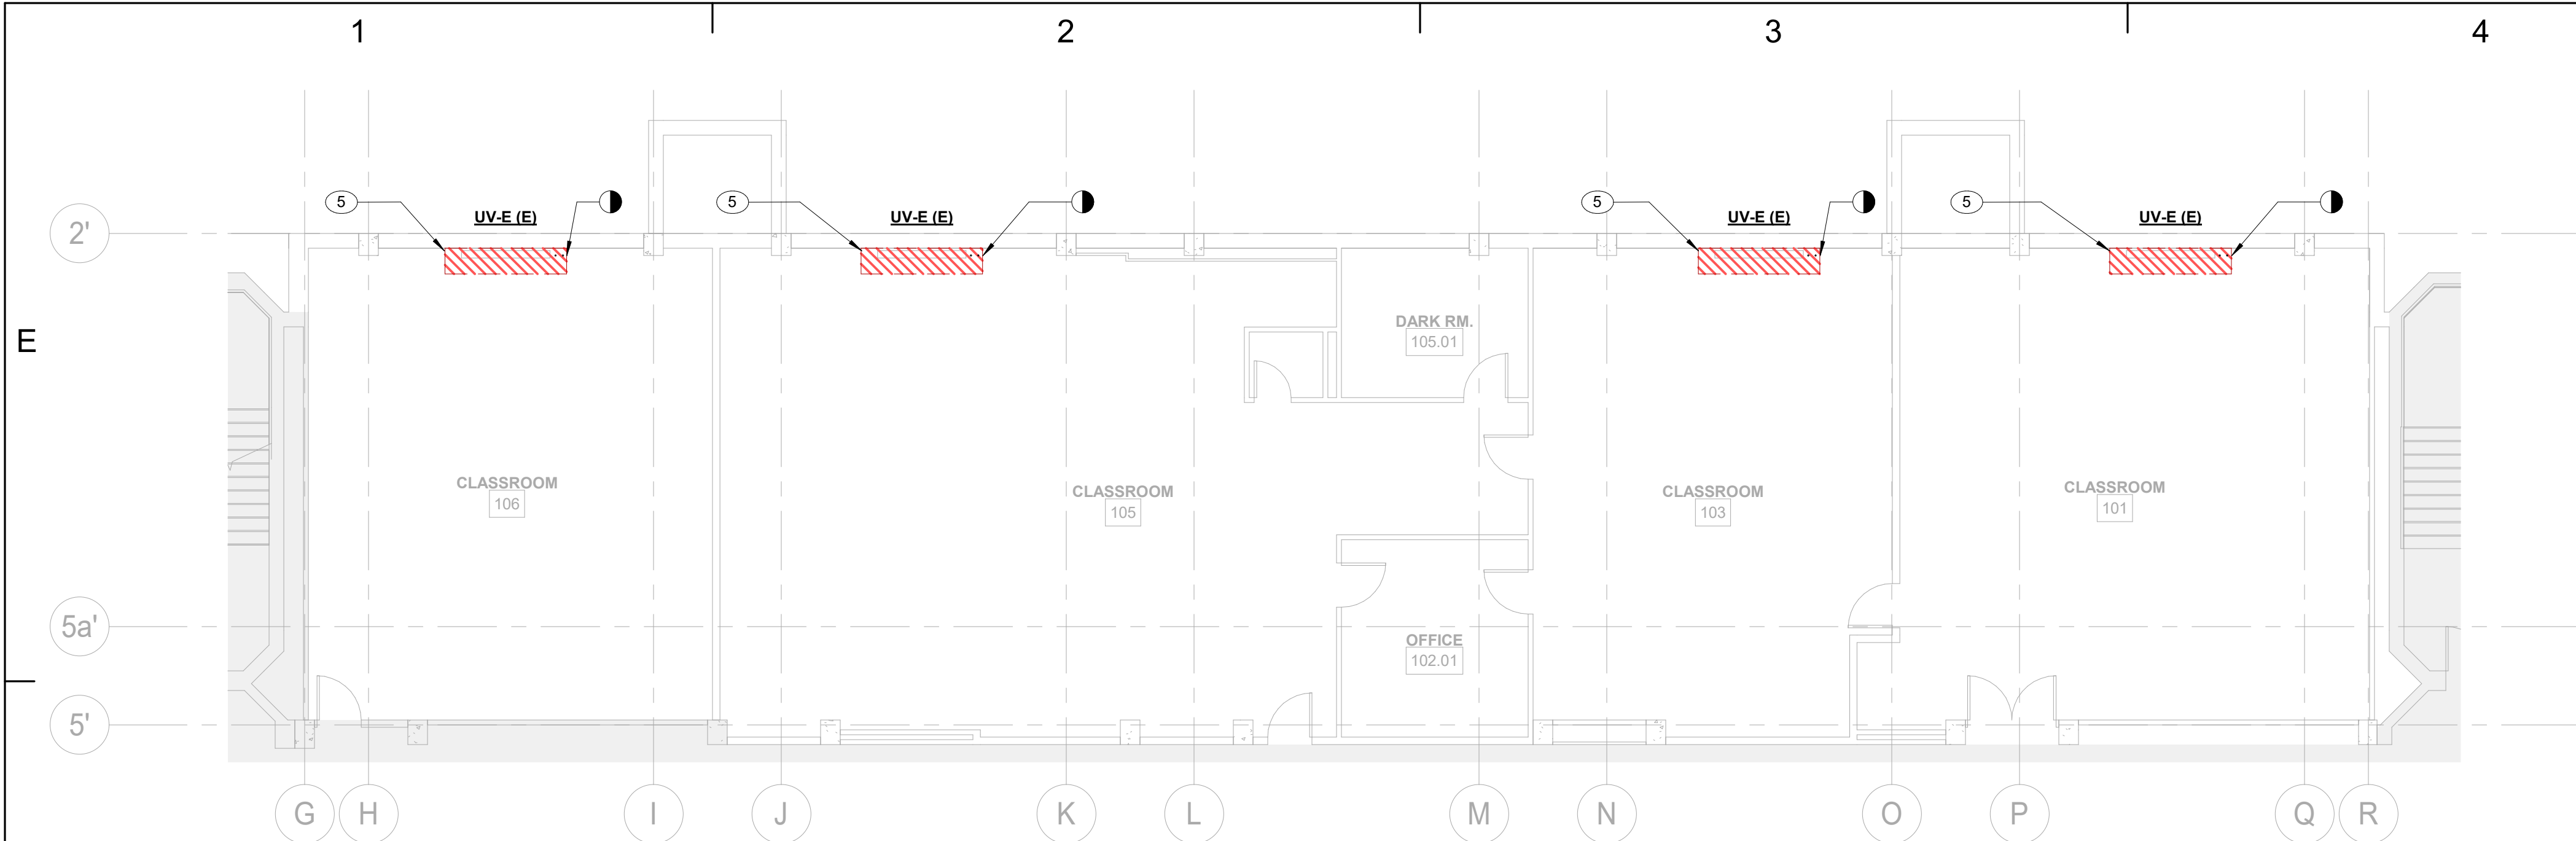 1 2 3 4
5 UV-E (E) 5 UV-E (E) 5 UV-E (E) 5 UV-E (E)
2'
E
DARK RM.
105.01
CLASSROOM
106
CLASSROOM
105
CLASSROOM
103
CLASSROOM
101
5a'
OFFICE
102.01
5'
G H I J K L M N O P Q R